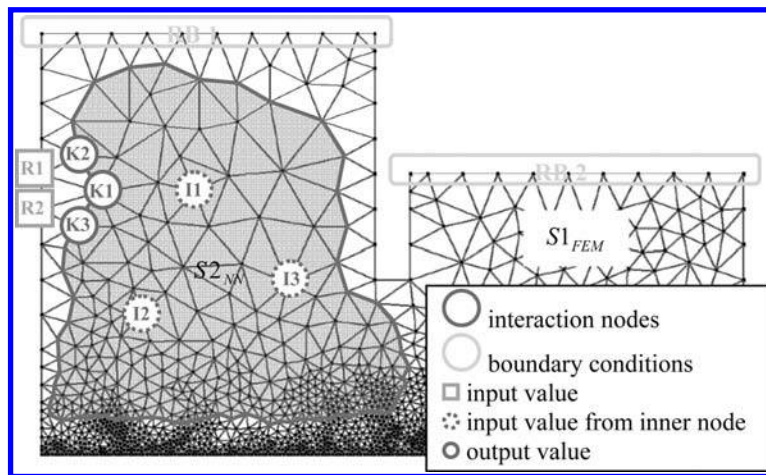 RB 1
K2
R1
K1
I1
R2
K3
RB 2
S1FEM
S2NN
I3
I2
interaction nodes
boundary conditions
input value
input value from inner node
output value